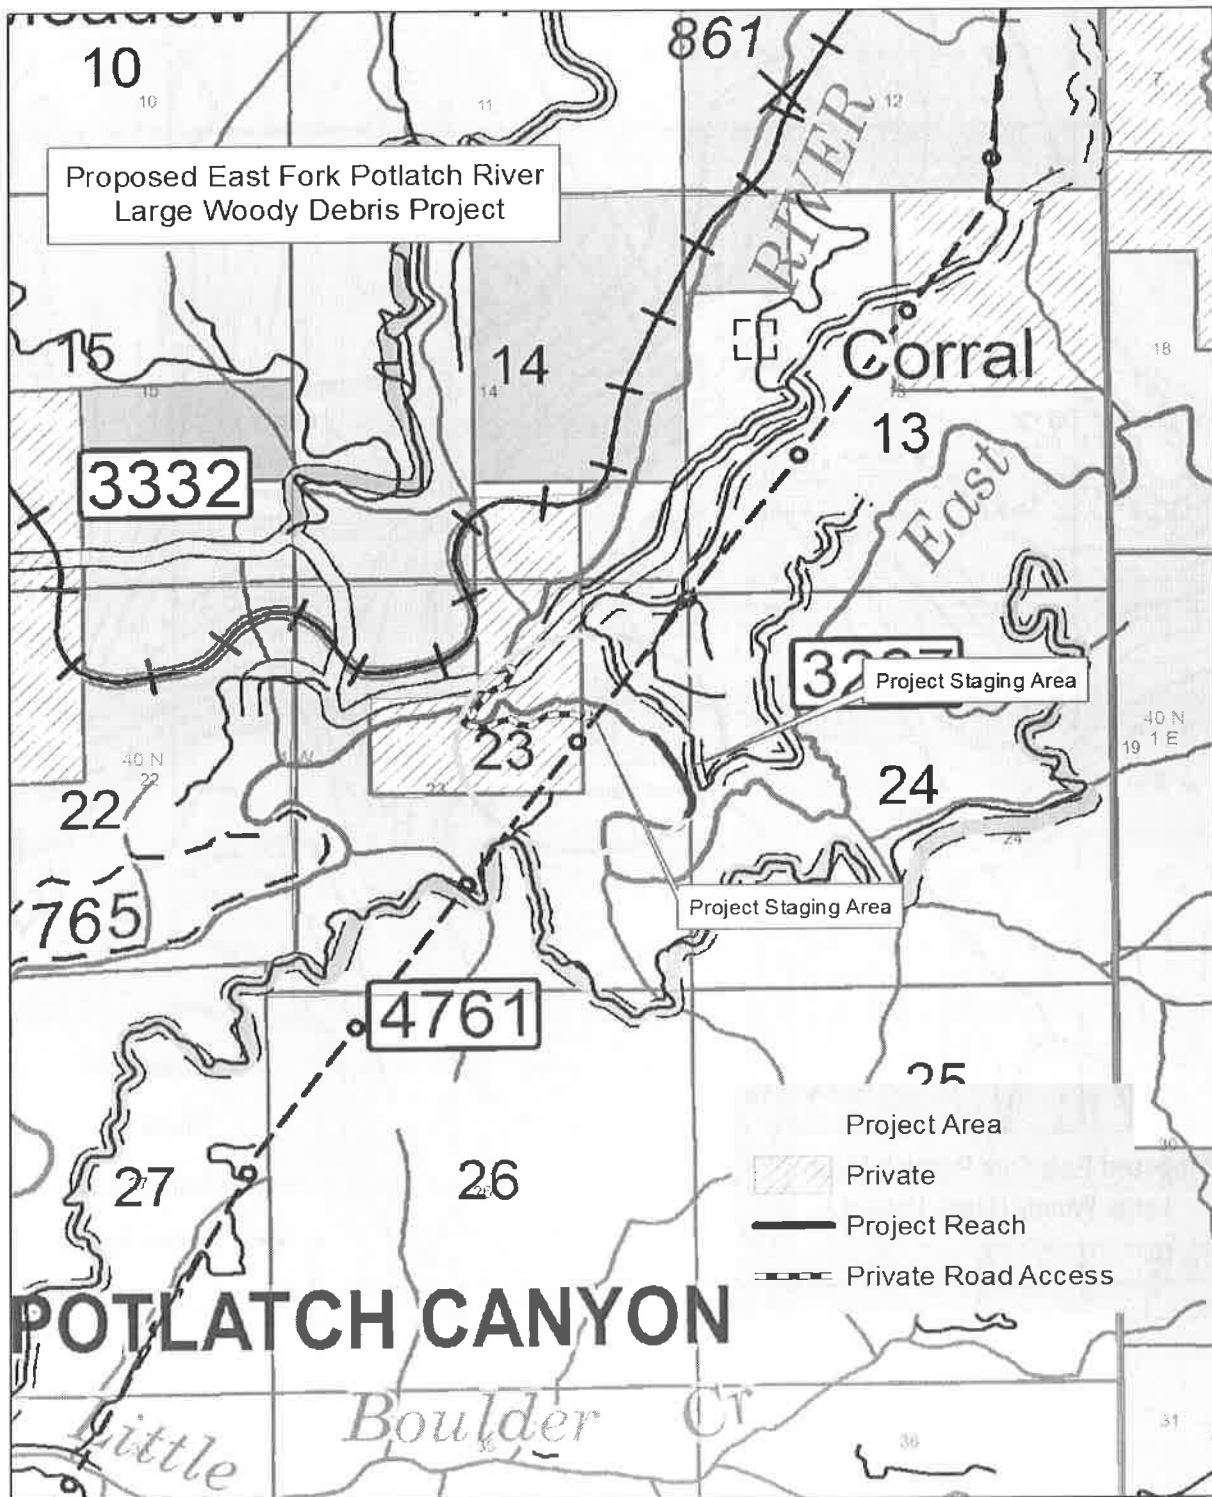 10
10
11
861
12
7
Proposed East Fork Potlatch River
Large Woody Debris Project
RIVER
15
14
14
Corral
18
13
3332
East
Project Staging Area
23
40 N
22
22
24
19
40 N
1 E
24
765
Project Staging Area
4761
25
Project Area
Private
Project Reach
Private Road Access
30
27
26
POTLATCH CANYON
Little Boulder Cr
31
36